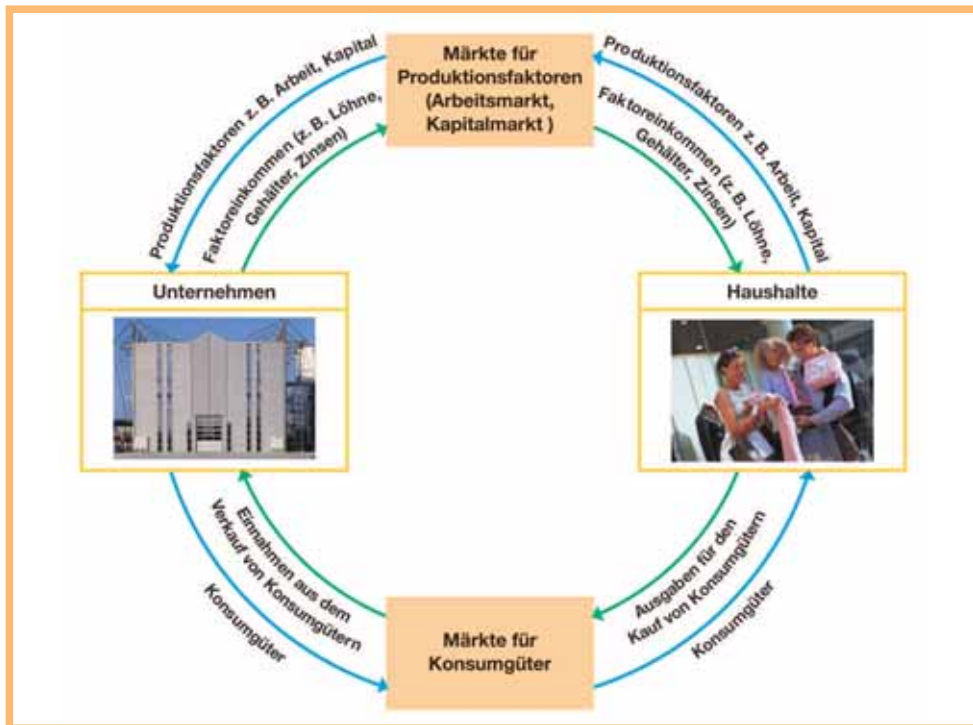 Märkte für
Produktionsfaktoren
(Arbeitsmarkt,
Kapitalmarkt )
Produktionsfaktoren z. B. Arbeit, Kapital
Faktoreinkommen (z. B. Löhne,
Gehälter, Zinsen)
Produktionsfaktoren z. B. Arbeit, Kapital
Faktoreinkommen (z. B. Löhne,
Gehälter, Zinsen)
Unternehmen
Haushalte
Einnahmen aus dem
Verkauf von Konsumgütern
Konsumgüter
Ausgaben für den
Kauf von Konsumgütern
Konsumgüter
Märkte für
Konsumgüter